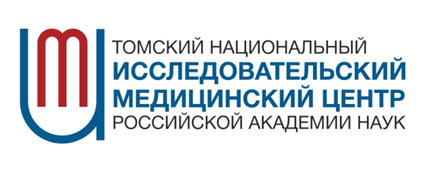 ТОМСКИЙ НАЦИОНАЛЬНЫЙ
ИССЛЕДОВАТЕЛЬСКИЙ
МЕДИЦИНСКИЙ ЦЕНТР
РОССИЙСКОЙ АКАДЕМИИ НАУК